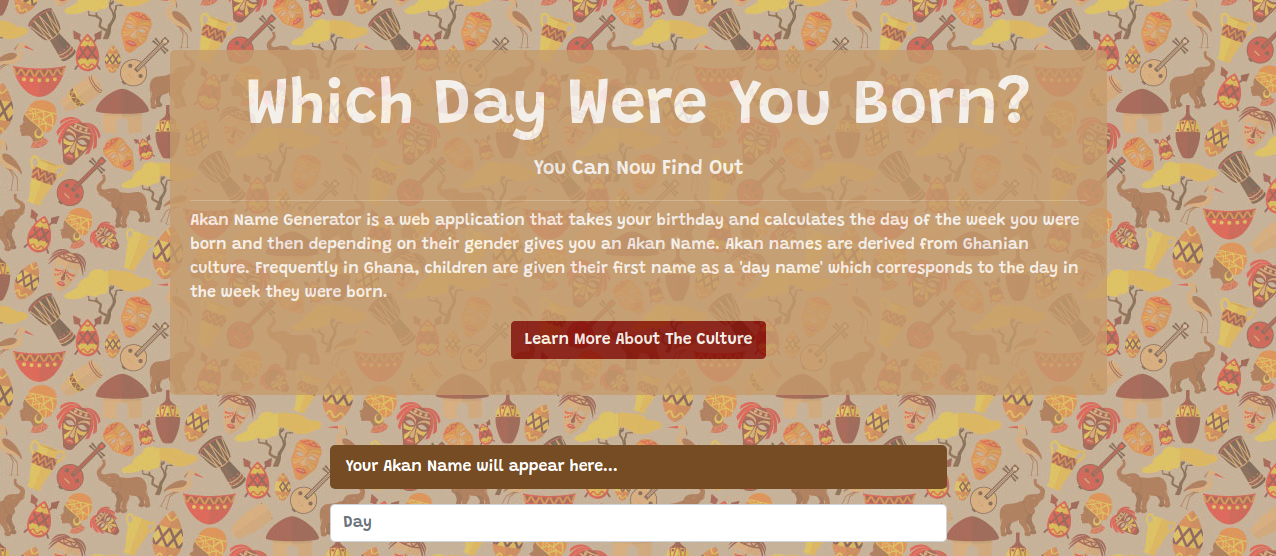 Which Day Were You Born?
You Can Now Find Out
Akan Name Generator is a web application that takes your birthday and calculates the day of the week you were
born and then depending on their gender gives you an Akan Name. Akan names are derived from Ghanian
culture. Frequently in Ghana, children are given their first name as a 'day name' which corresponds to the day in
the week they were born.
Learn More About The Culture
Your Akan Name will appear here...
Day